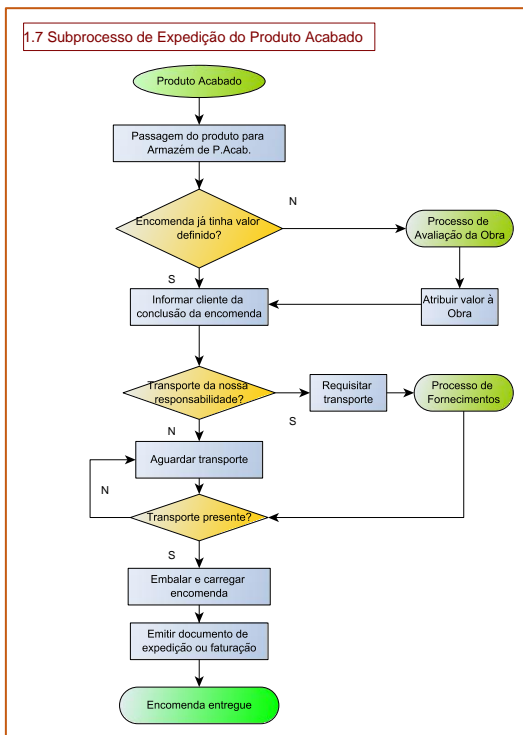 1.7 Subprocesso de Expedição do Produto Acabado
Produto Acabado
Passagem do produto para
Armazém de P.Acab.
Encomenda já tinha valor
definido?
N
Processo de
Avaliação da Obra
S
Informar cliente da
conclusão da encomenda
Atribuir valor à
Obra
Transporte da nossa
responsabilidade?
Requisitar
transporte
Processo de
Fornecimentos
S
N
Aguardar transporte
N
Transporte presente?
S
Embalar e carregar
encomenda
Emitir documento de
expedição ou faturação
Encomenda entregue